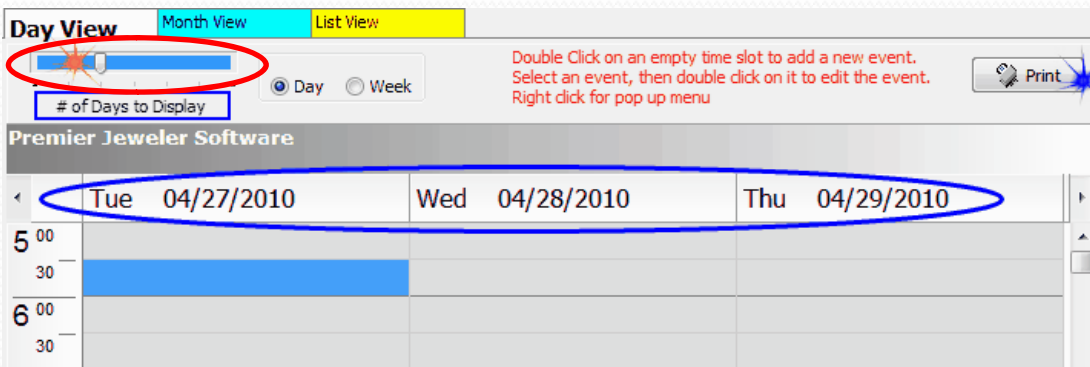 Day View
Month View
List View
# of Days to Display
Day
Week
Double Click on an empty time slot to add a new event.
Select an event, then double click on it to edit the event.
Right click for pop up menu
Print
Premier Jeweler Software
Tue 04/27/2010
Wed 04/28/2010
Thu 04/29/2010
5 00
30
6 00
30